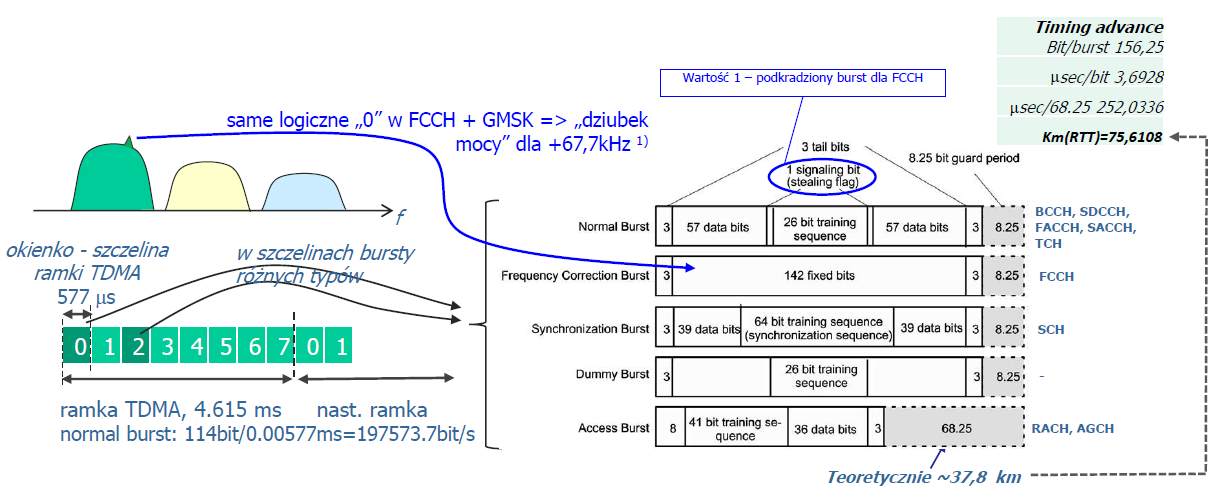 Timing advance
Bit/burst 156,25
μsec/bit 3,6928
μsec/68.25 252,0336
Km(RTT)=75,6108
Wartość 1 – podkradziony burst dla FCCH
same logiczne „0” w FCCH + GMSK => „dziubek
mocy” dla +67,7kHz 1)
3 tail bits
8.25 bit guard period
1 signaling bit
(stealing flag)
f
Normal Burst
3
57 data bits
26 bit training
sequence
57 data bits
3
8.25
BCCH, SDCCH,
FACCH, SACCH,
TCH
okienko - szczelina
ramki TDMA
577 μs
w szczelinach bursty
różnych typów
Frequency Correction Burst
3
142 fixed bits
3
8.25
FCCH
0 1 2 3 4 5 6 7 0 1
Synchronization Burst
3
39 data bits
64 bit training sequence
(synchronization sequence)
39 data bits
3
8.25
SCH
Dummy Burst
3
26 bit training
sequence
3
8.25
-
ramka TDMA, 4.615 ms
nast. ramka
normal burst: 114bit/0.00577ms=197573.7bit/s
Access Burst
8
41 bit training se-
quence
36 data bits
3
68.25
RACH, AGCH
Teoretycznie ~37,8 km